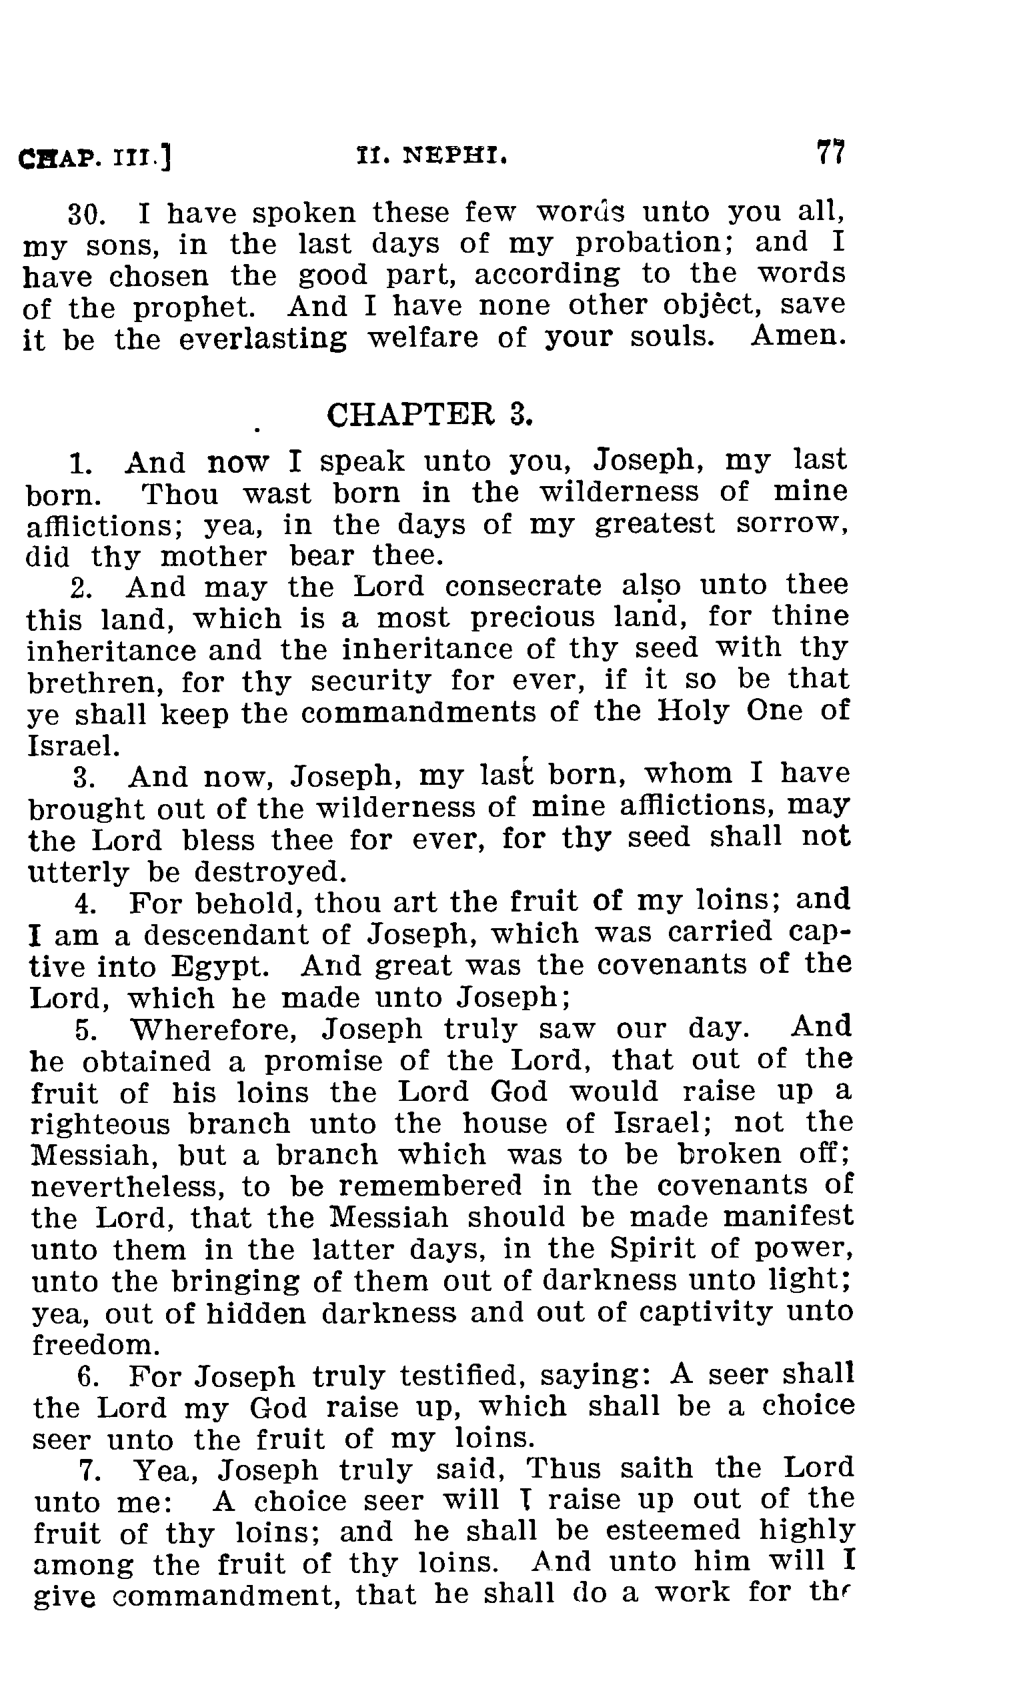 CHAP. III.] II. NEPHI. 77
30. I have spoken these few words unto you all,
my sons, in the last days of my probation; and I
have chosen the good part, according to the words
of the prophet. And I have none other object, save
it be the everlasting welfare of your souls. Amen.
CHAPTER 3.
1. And now I speak unto you, Joseph, my last
born. Thou wast born in the wilderness of mine
afflictions; yea, in the days of my greatest sorrow,
did thy mother bear thee.
2. And may the Lord consecrate also unto thee
this land, which is a most precious land, for thine
inheritance and the inheritance of thy seed with thy
brethren, for thy security for ever, if it so be that
ye shall keep the commandments of the Holy One of
Israel.
3. And now, Joseph, my last born, whom I have
brought out of the wilderness of mine afflictions, may
the Lord bless thee for ever, for thy seed shall not
utterly be destroyed.
4. For behold, thou art the fruit of my loins; and
I am a descendant of Joseph, which was carried cap-
tive into Egypt. And great was the covenants of the
Lord, which he made unto Joseph;
5. Wherefore, Joseph truly saw our day. And
he obtained a promise of the Lord, that out of the
fruit of his loins the Lord God would raise up a
righteous branch unto the house of Israel; not the
Messiah, but a branch which was to be broken off;
nevertheless, to be remembered in the covenants of
the Lord, that the Messiah should be made manifest
unto them in the latter days, in the Spirit of power,
unto the bringing of them out of darkness unto light;
yea, out of hidden darkness and out of captivity unto
freedom.
6. For Joseph truly testified, saying: A seer shall
the Lord my God raise up, which shall be a choice
seer unto the fruit of my loins.
7. Yea, Joseph truly said, Thus saith the Lord
unto me: A choice seer will I raise up out of the
fruit of thy loins; and he shall be esteemed highly
among the fruit of thy loins. And unto him will I
give commandment, that he shall do a work for the